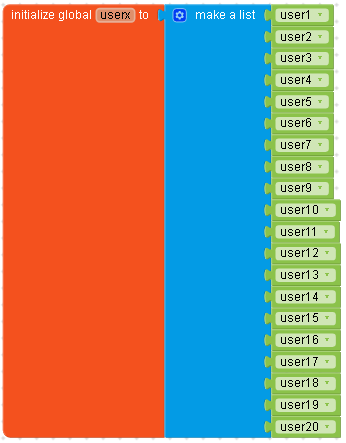 initialize global userx to make a list user1
user2
user3
user4
user5
user6
user7
user8
user9
user10
user11
user12
user13
user14
user15
user16
user17
user18
user19
user20